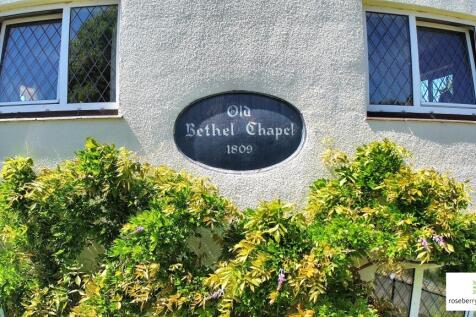 Old
Bethel Chapel
1809
roseberry